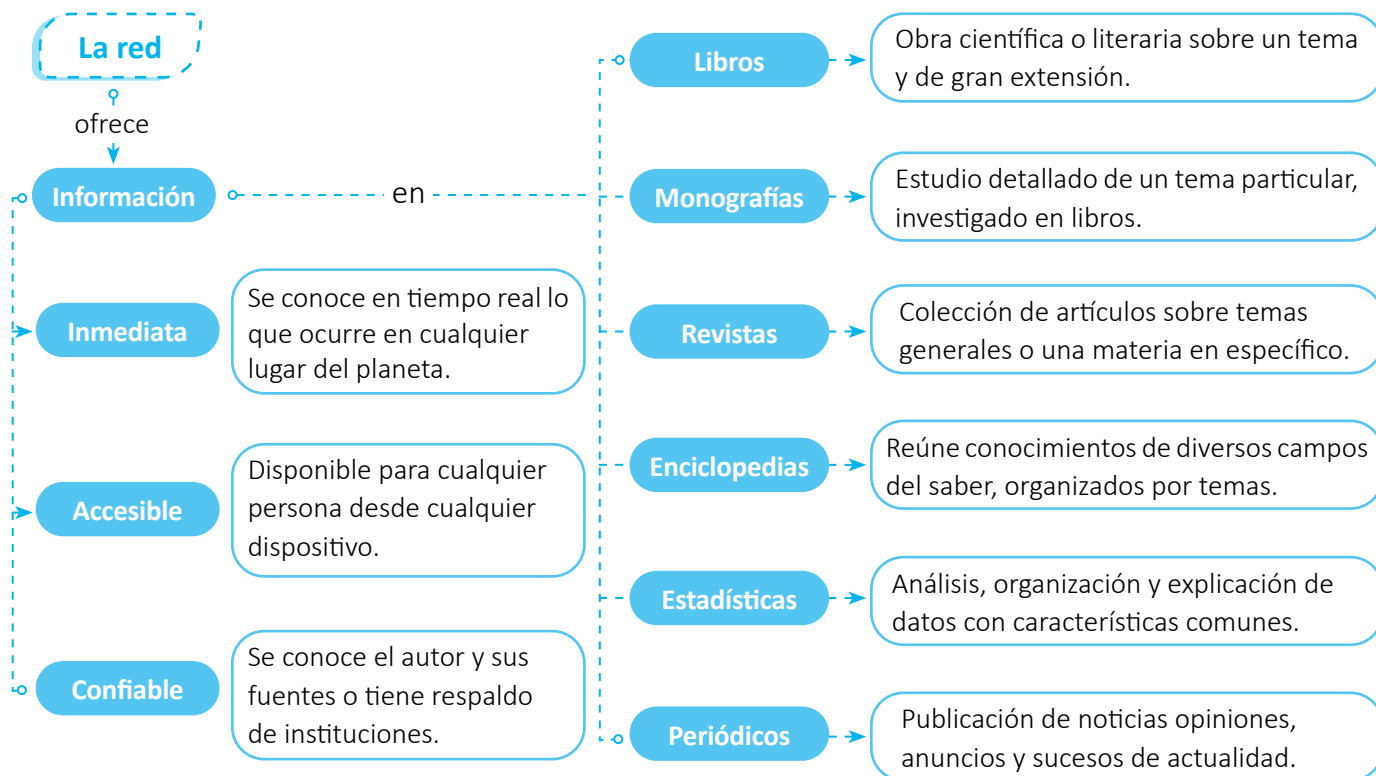 La red
ofrece
Información
en
Inmediata
Se conoce en tiempo real lo
que ocurre en cualquier
lugar del planeta.
Accesible
Disponible para cualquier
persona desde cualquier
dispositivo.
Confiable
Se conoce el autor y sus
fuentes o tiene respaldo
de instituciones.
Libros
Obra científica o literaria sobre un tema
y de gran extensión.
Monografías
Estudio detallado de un tema particular,
investigado en libros.
Revistas
Colección de artículos sobre temas
generales o una materia en específico.
Enciclopedias
Reúne conocimientos de diversos campos
del saber, organizados por temas.
Estadísticas
Análisis, organización y explicación de
datos con características comunes.
Periódicos
Publicación de noticias opiniones,
anuncios y sucesos de actualidad.